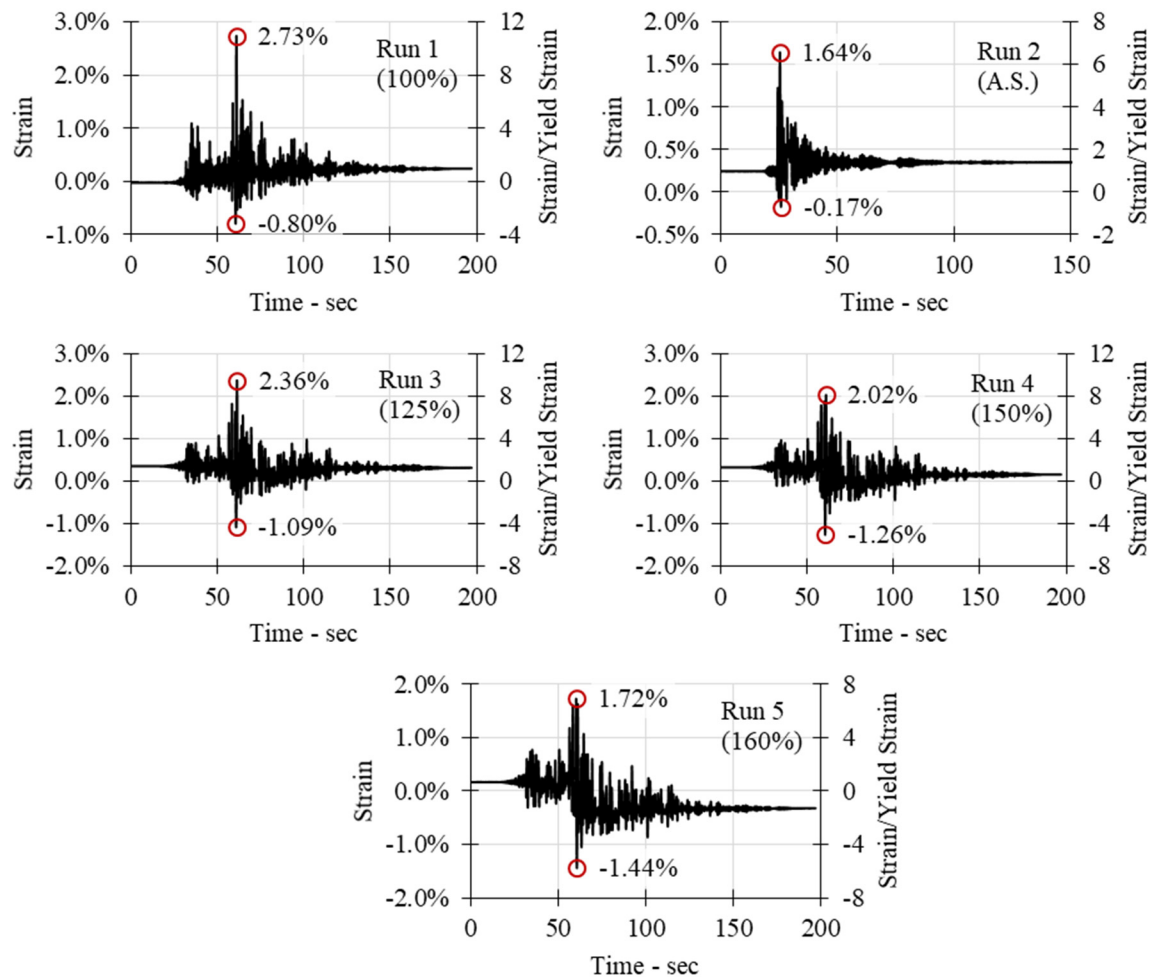 3.0%
2.0%
1.0%
0.0%
-1.0%
Strain
2.73%
-0.80%
Run 1
(100%)
12
8
4
0
-4
Strain/Yield Strain
0 50 100 150 200
Time - sec
2.0%
1.5%
1.0%
0.5%
0.0%
-0.5%
Strain
1.64%
-0.17%
Run 2
(A.S.)
8
6
4
2
0
-2
Strain/Yield Strain
0 50 100 150
Time - sec
3.0%
2.0%
1.0%
0.0%
-1.0%
-2.0%
Strain
2.36%
-1.09%
Run 3
(125%)
12
8
4
0
-4
-8
Strain/Yield Strain
0 50 100 150 200
Time - sec
3.0%
2.0%
1.0%
0.0%
-1.0%
-2.0%
Strain
2.02%
-1.26%
Run 4
(150%)
12
8
4
0
-4
-8
Strain/Yield Strain
0 50 100 150 200
Time - sec
2.0%
1.0%
0.0%
-1.0%
-2.0%
Strain
1.72%
-1.44%
Run 5
(160%)
8
4
0
-4
-8
Strain/Yield Strain
0 50 100 150 200
Time - sec